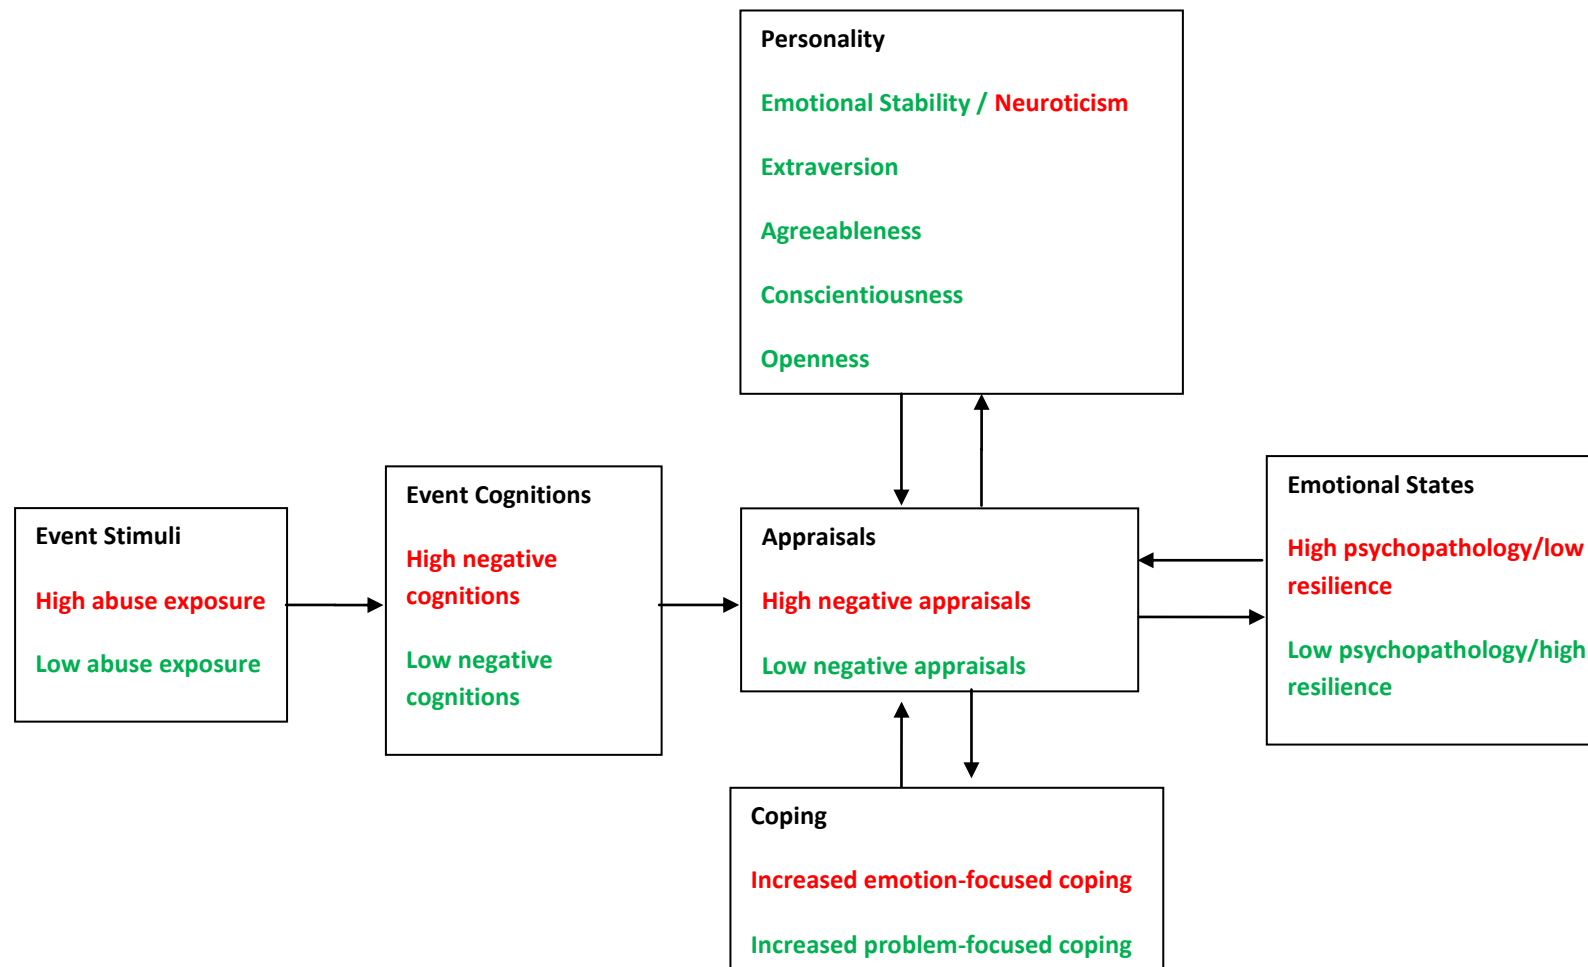 Personality
Emotional Stability / Neuroticism
Extraversion
Agreeableness
Conscientiousness
Openness
Event Stimuli
High abuse exposure
Low abuse exposure
Event Cognitions
High negative
cognitions
Low negative
cognitions
Appraisals
High negative appraisals
Low negative appraisals
Emotional States
High psychopathology/low
resilience
Low psychopathology/high
resilience
Coping
Increased emotion-focused coping
Increased problem-focused coping